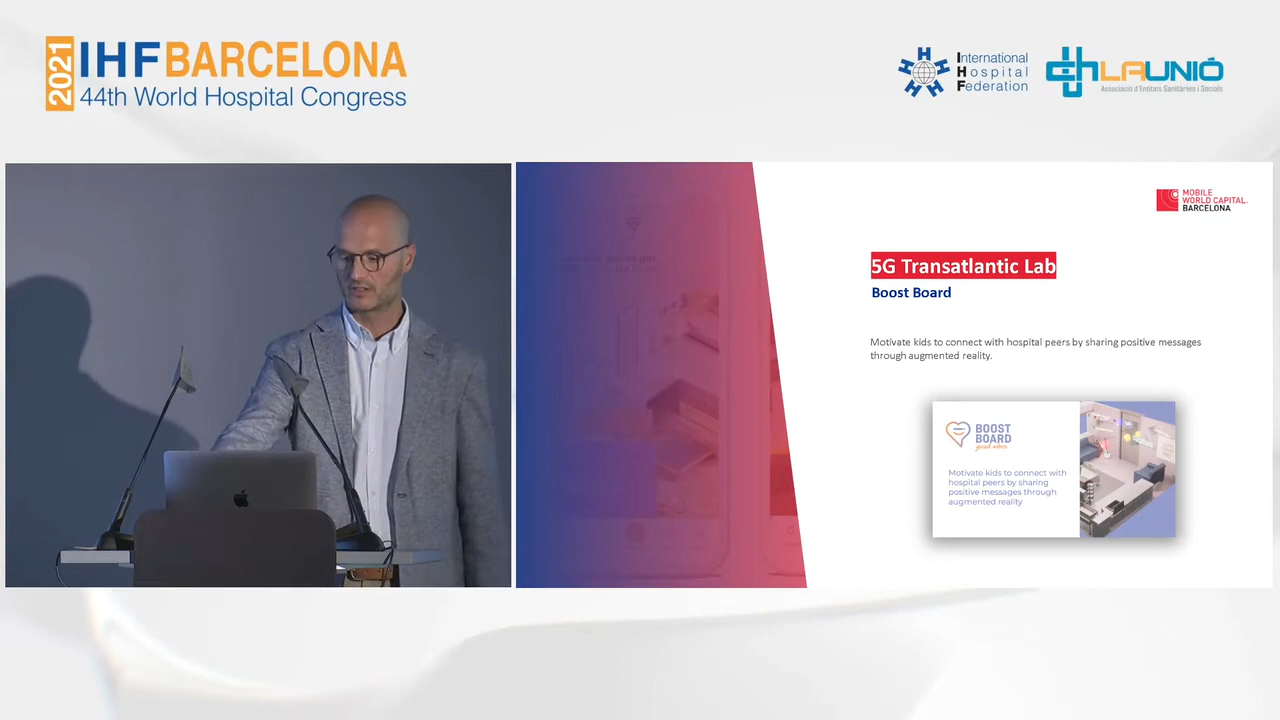 2021
IHF BARCELONA
44th World Hospital Congress
International
Hospital
Federation
LAUNIÓ
Associació d'Entitats Sanitàries i Socials
MOBILE
WORLD CAPITAL.
BARCELONA
5G Transatlantic Lab
Boost Board
Motivate kids to connect with hospital peers by sharing positive messages
through augmented reality.
BOOST
BOARD
good vibes
Motivate kids to connect with
hospital peers by sharing
positive messages through
augmented reality